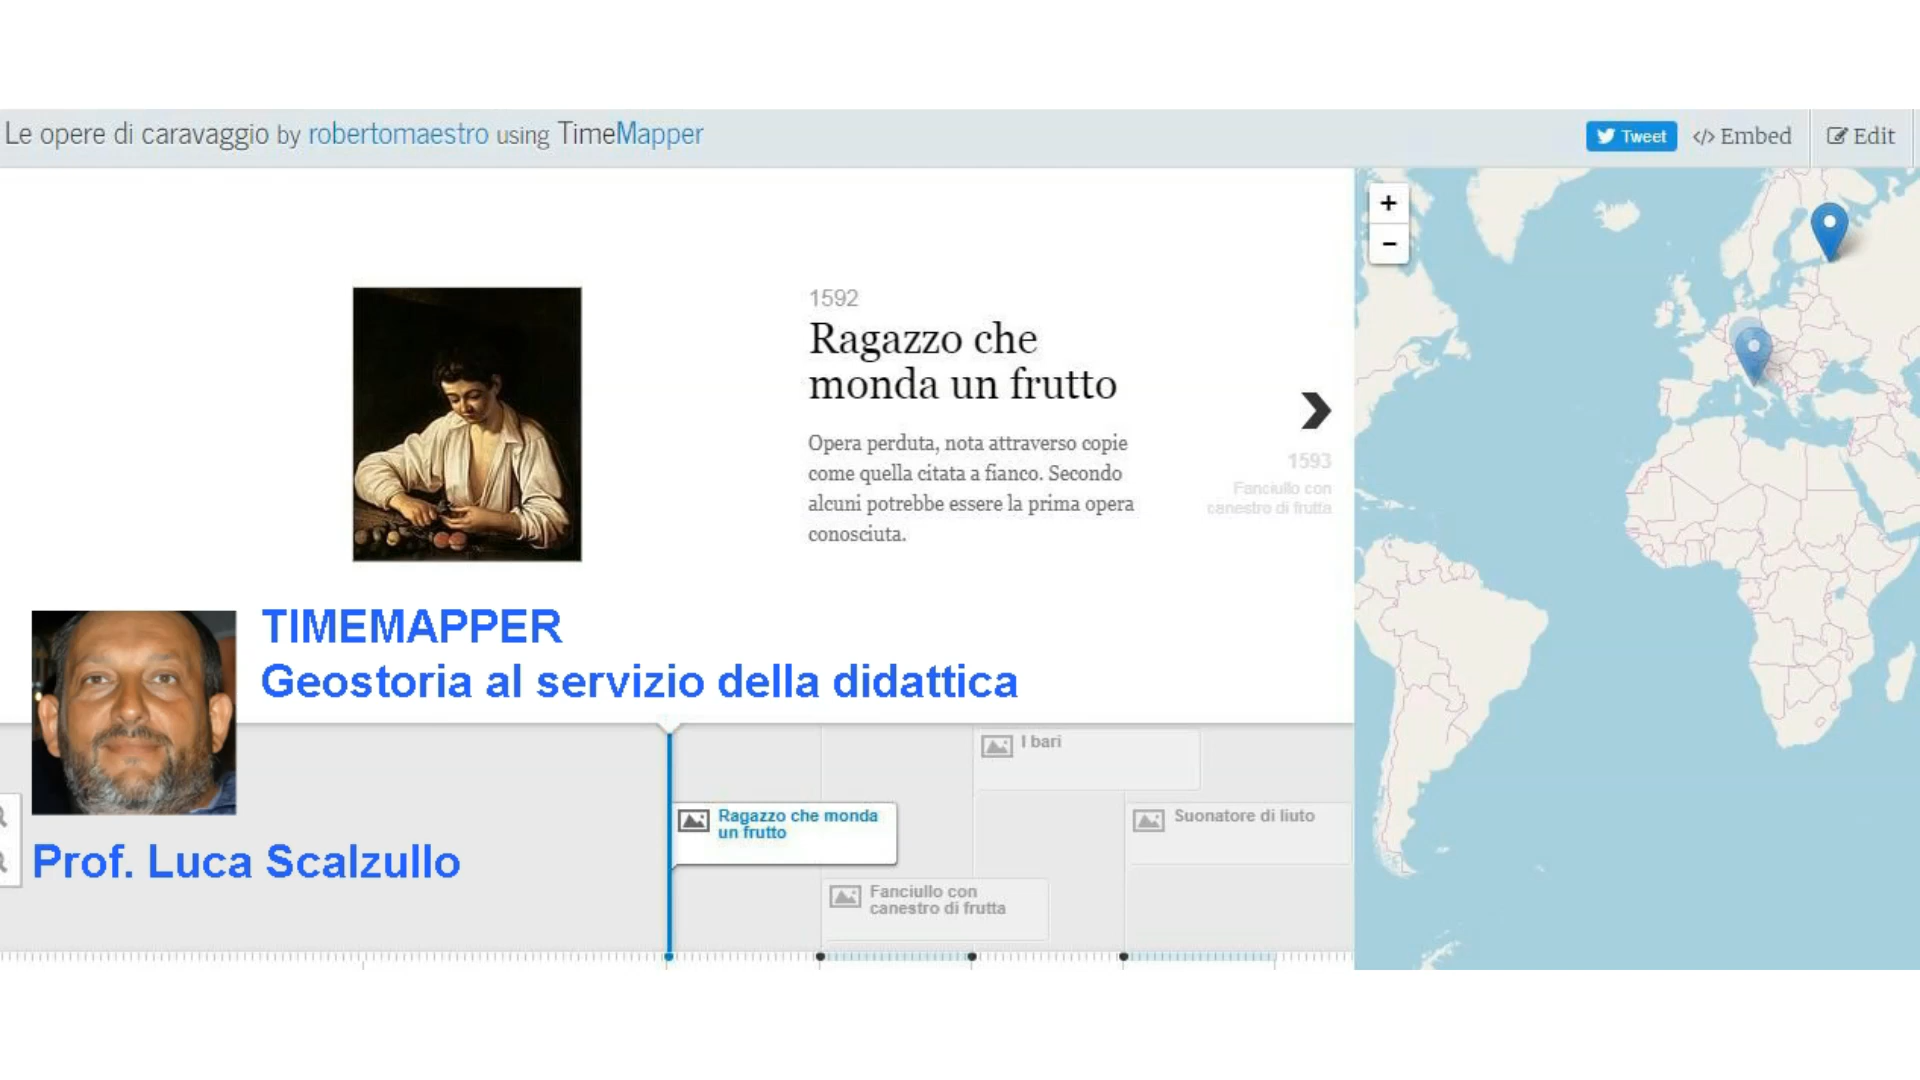 Le opere di caravaggio by robertomaestro using TimeMapper
Tweet
</> Embed
Edit
+
−
1592
Ragazzo che
monda un frutto
Opera perduta, nota attraverso copie
come quella citata a fianco. Secondo
alcuni potrebbe essere la prima opera
conosciuta.
1593
Fanciullo con
canestro di frutta
TIMEMAPPER
Geostoria al servizio della didattica
Prof. Luca Scalzullo
I bari
Ragazzo che monda
un frutto
Suonatore di liuto
Fanciullo con
canestro di frutta